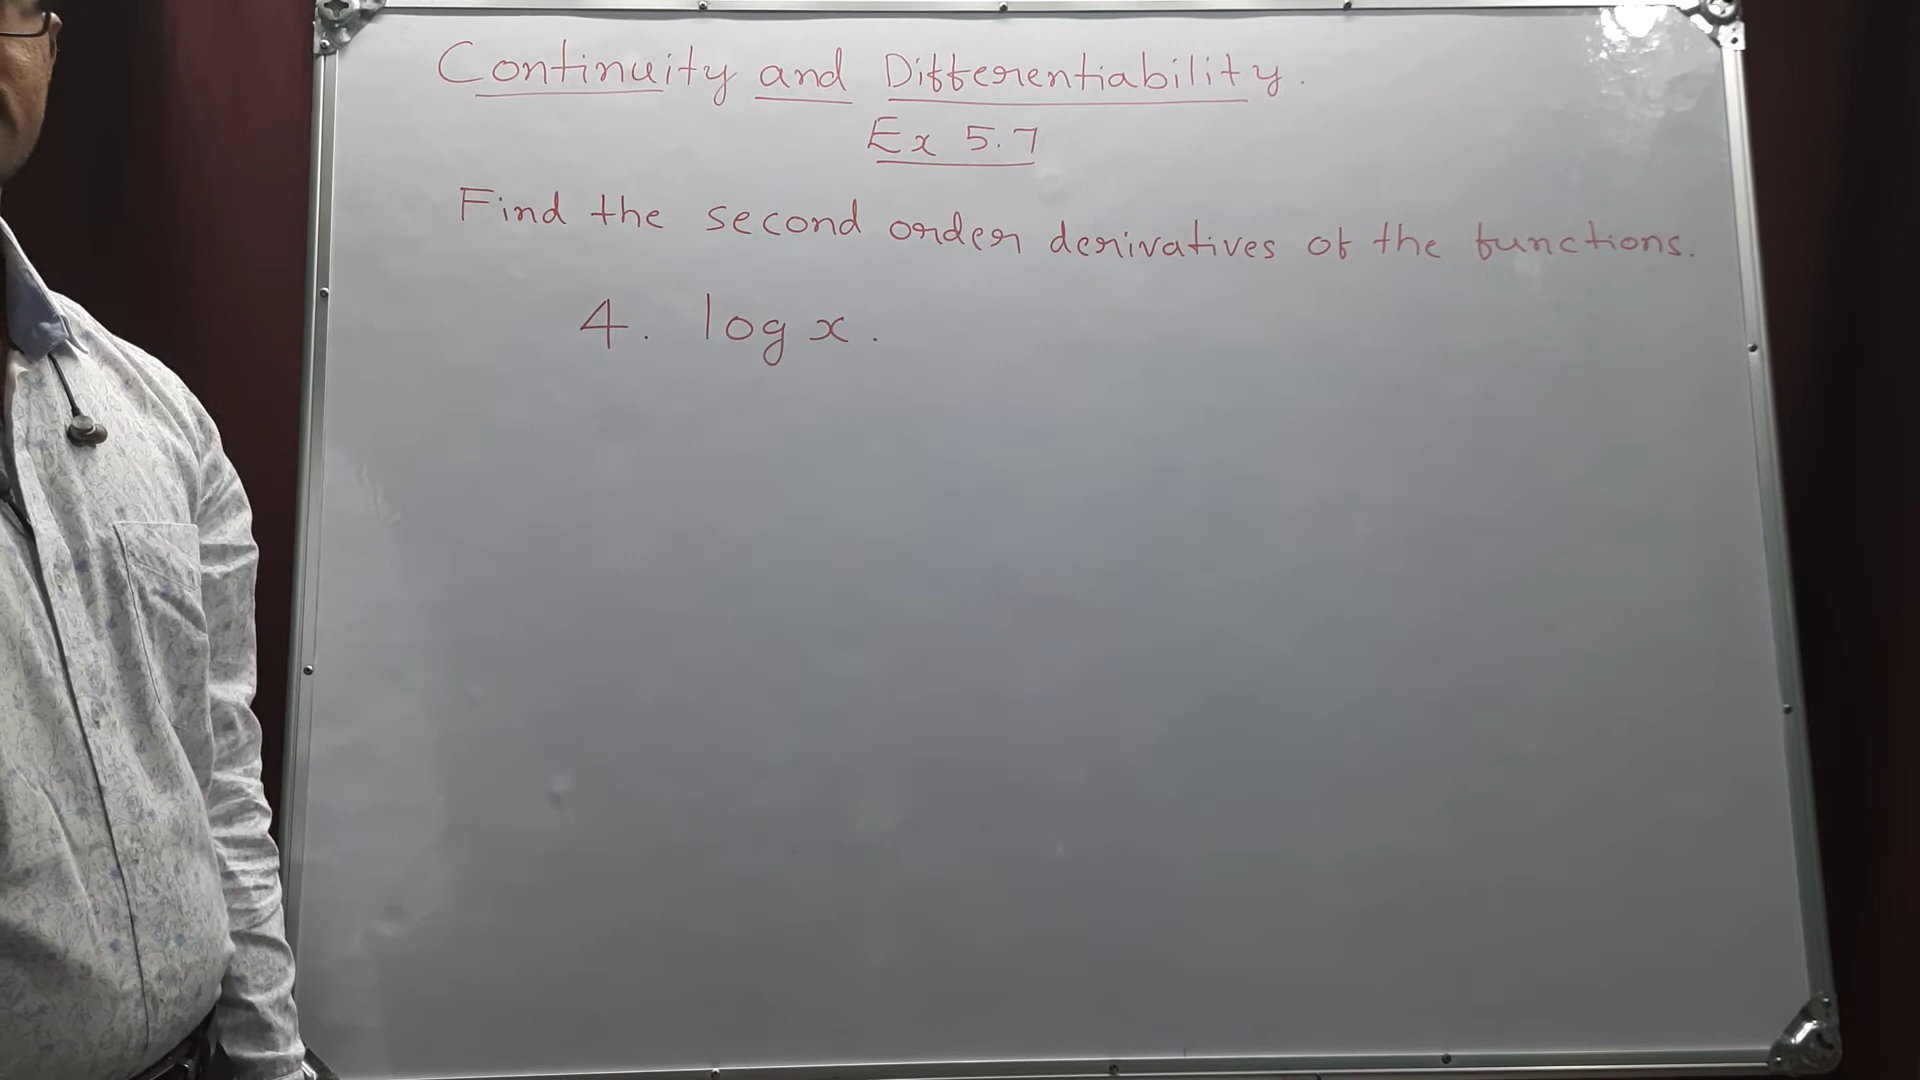 Continuity and Differentiability.
Ex 5.7
Find the second order derivatives of the functions.
4. log x.